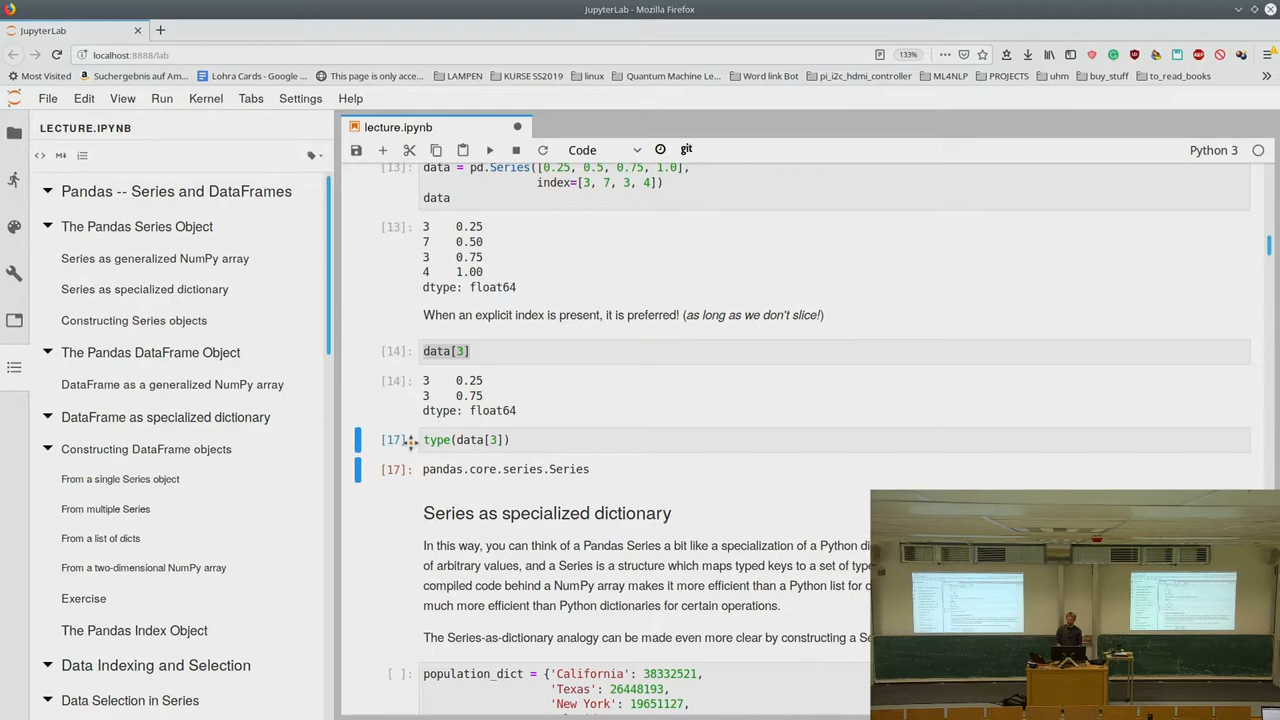 JupyterLab - Mozilla Firefox
JupyterLab
localhost:8888/lab
133%
Most Visited
Suchergebnis auf Am...
Lohra Cards - Google ...
This page is only acce...
LAMPEN
KURSE SS2019
linux
Quantum Machine Le...
Word link Bot
pi_i2c_hdmi_controller
ML4NLP
PROJECTS
uhm
buy_stuff
to_read_books
File Edit View Run Kernel Tabs Settings Help
LECTURE.IPYNB
Pandas -- Series and DataFrames
The Pandas Series Object
Series as generalized NumPy array
Series as specialized dictionary
Constructing Series objects
The Pandas DataFrame Object
DataFrame as a generalized NumPy array
DataFrame as specialized dictionary
Constructing DataFrame objects
From a single Series object
From multiple Series
From a list of dicts
From a two-dimensional NumPy array
Exercise
The Pandas Index Object
Data Indexing and Selection
Data Selection in Series
lecture.ipynb
Code
git
Python 3
[13]: data = pd.Series([0.25, 0.5, 0.75, 1.0],
index=[3, 7, 3, 4])
data
[13]: 3 0.25
7 0.50
3 0.75
4 1.00
dtype: float64
When an explicit index is present, it is preferred! (as long as we don't slice!)
[14]: data[3]
[14]: 3 0.25
3 0.75
dtype: float64
[17]: type(data[3])
[17]: pandas.core.series.Series
Series as specialized dictionary
In this way, you can think of a Pandas Series a bit like a specialization of a Python di
of arbitrary values, and a Series is a structure which maps typed keys to a set of type
compiled code behind a NumPy array makes it more efficient than a Python list for c
much more efficient than Python dictionaries for certain operations.
The Series-as-dictionary analogy can be made even more clear by constructing a Se
[ ]: population_dict = {'California': 38332521,
'Texas': 26448193,
'New York': 19651127,